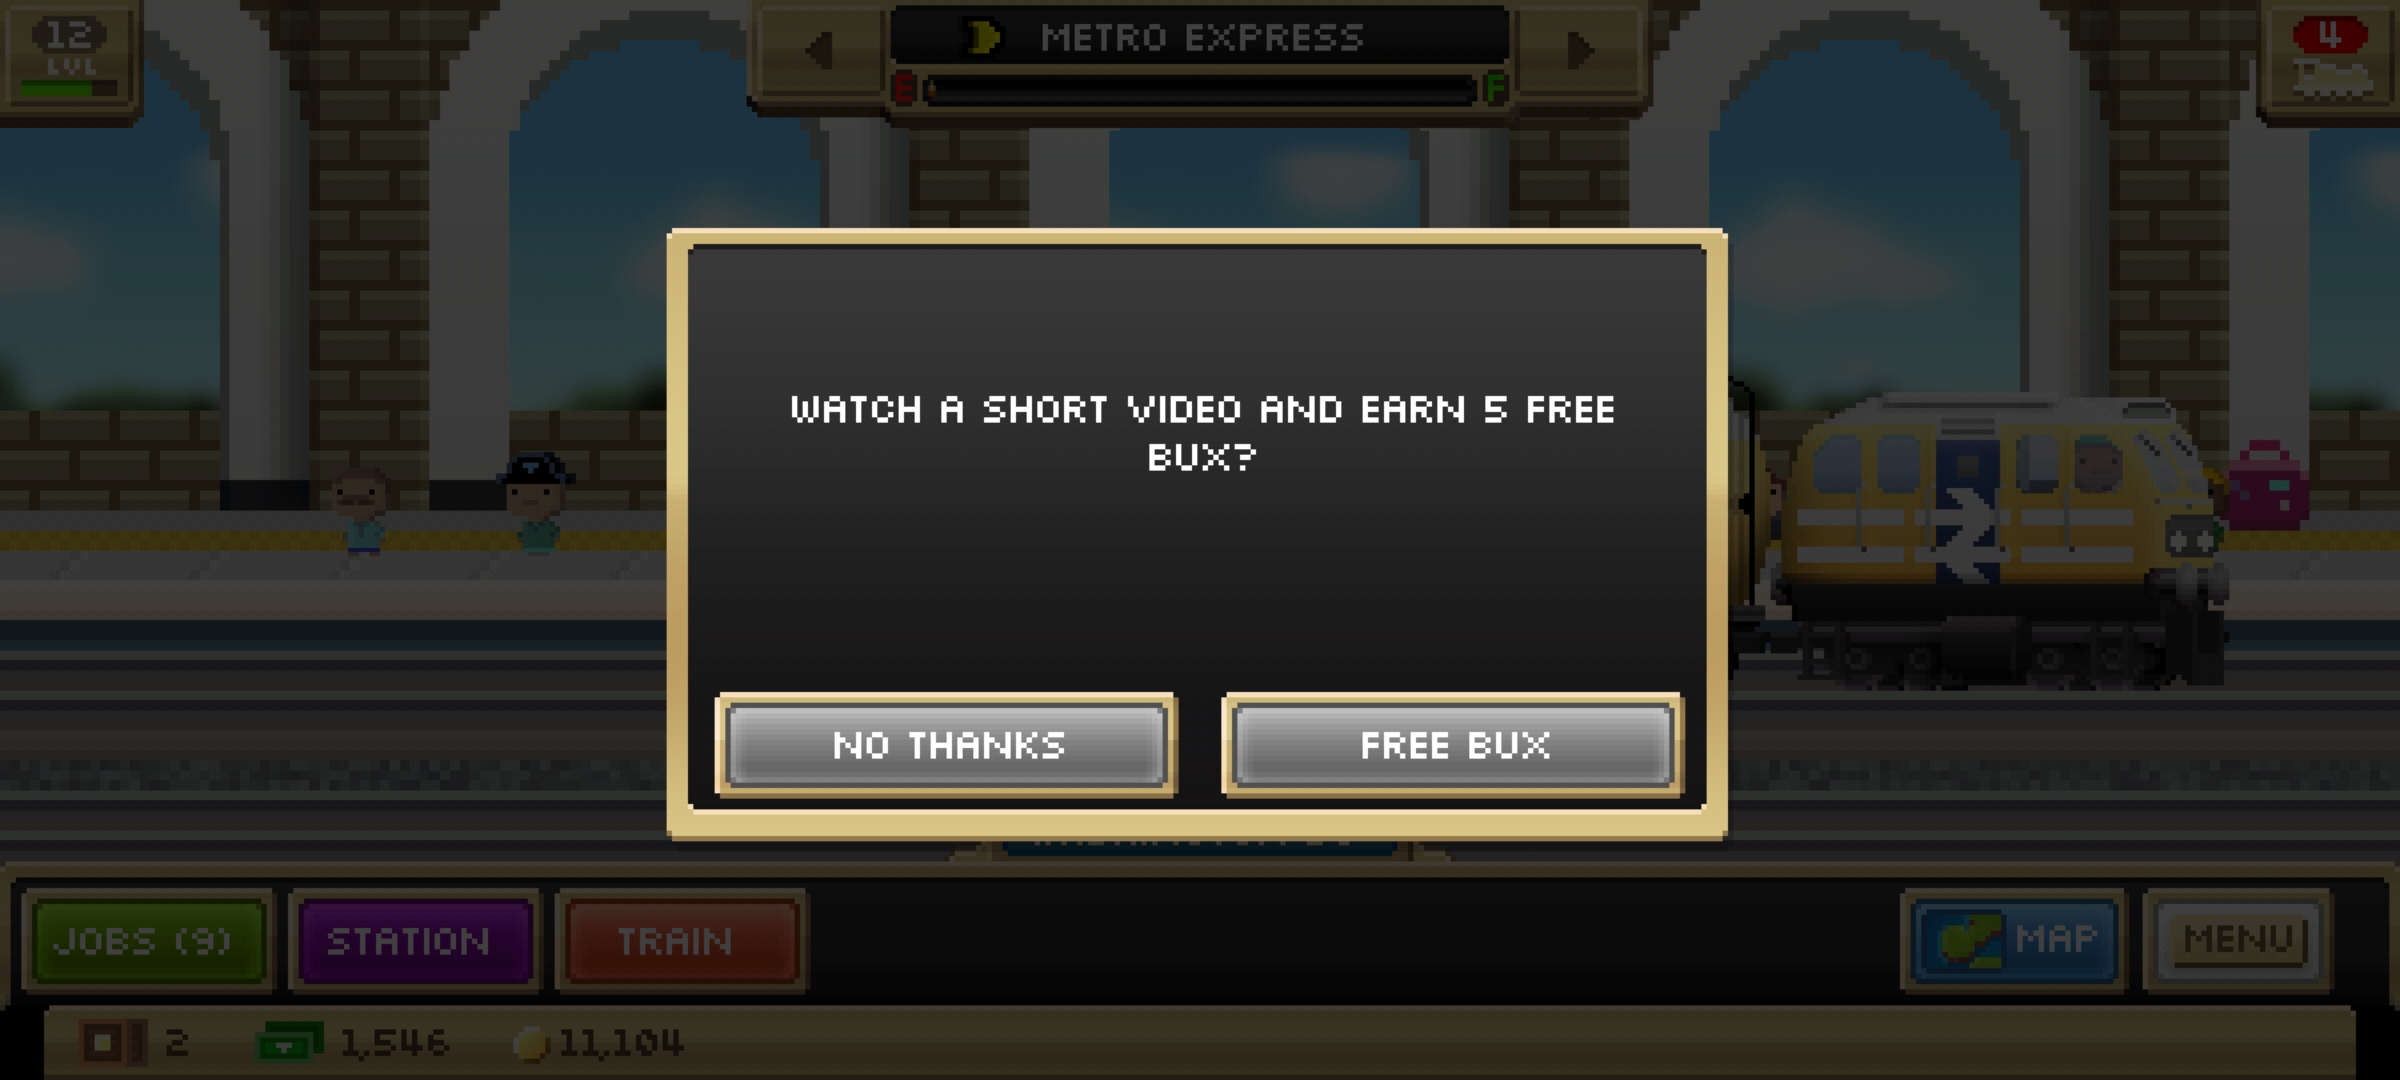 12
LVL
METRO EXPRESS
E F
4
WATCH A SHORT VIDEO AND EARN 5 FREE
BUX?
NO THANKS
FREE BUX
JOBS (9)
STATION
TRAIN
MAP
MENU
2
1,546
11,104